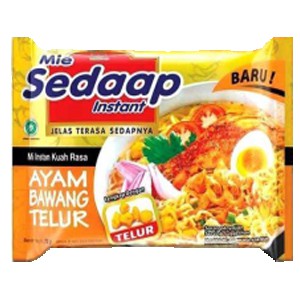 Mie
Sedaap
Instant
BARU!
JELAS TERASA SEDAPNYA
Mi Instan Kuah Rasa
AYAM
BAWANG
TELUR
TELUR